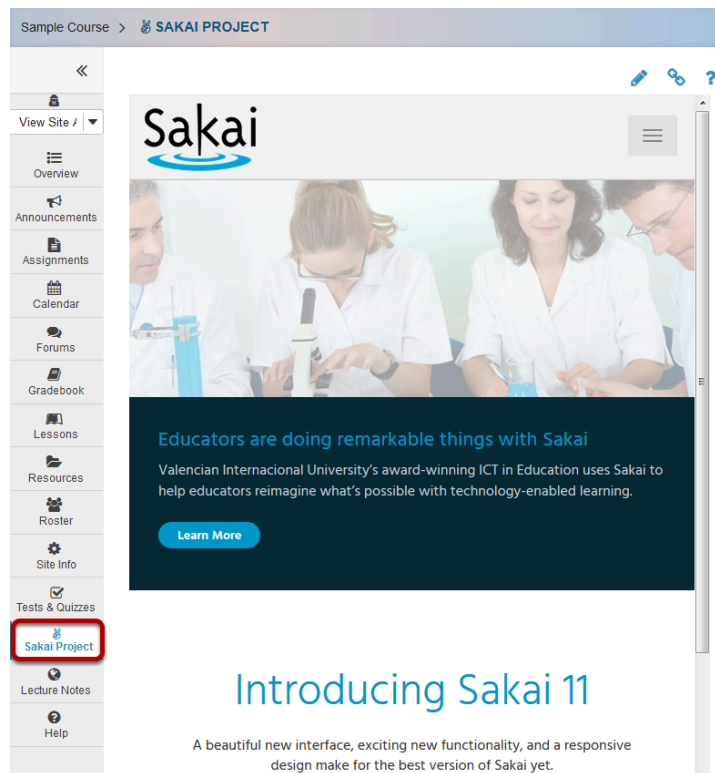 Sample Course > SAKAI PROJECT
«
?
View Site A
Overview
Announcements
Assignments
Calendar
Forums
Gradebook
Lessons
Resources
Roster
Site Info
Tests & Quizzes
Sakai Project
Lecture Notes
Help
Sakai
Educators are doing remarkable things with Sakai
Valencian Internacional University’s award-winning ICT in Education uses Sakai to
help educators reimagine what’s possible with technology-enabled learning.
Learn More
Introducing Sakai 11
A beautiful new interface, exciting new functionality, and a responsive
design make for the best version of Sakai yet.